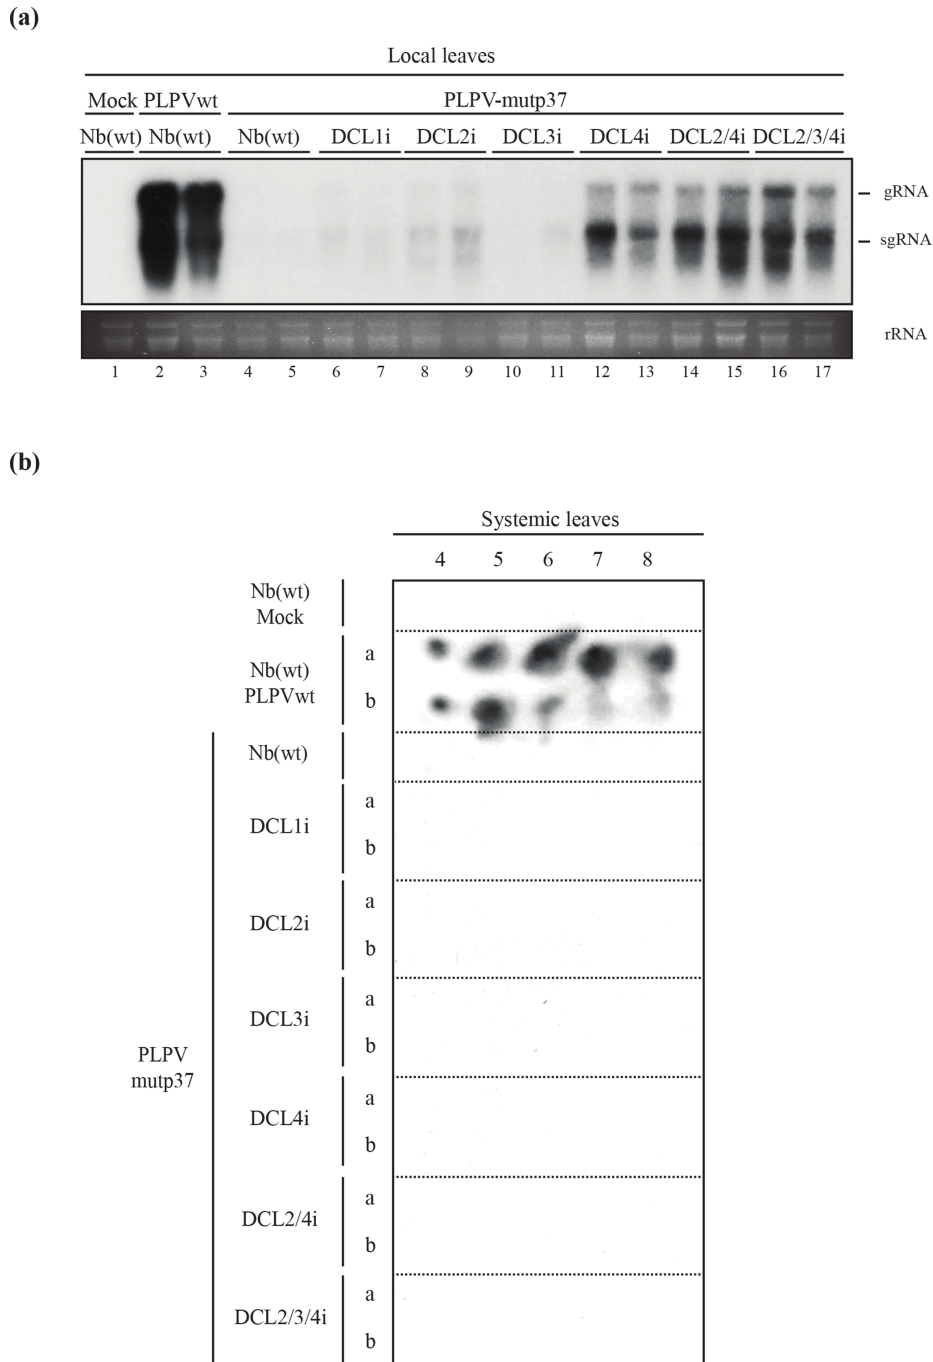 (a)
Local leaves
Mock PLPVwt PLPV-mutp37
Nb(wt) Nb(wt) Nb(wt) DCL1i DCL2i DCL3i DCL4i DCL2/4i DCL2/3/4i
gRNA
sgRNA
rRNA
1 2 3 4 5 6 7 8 9 10 11 12 13 14 15 16 17
(b)
Systemic leaves
4 5 6 7 8
Nb(wt)
Mock
Nb(wt)
PLPVwt
a
b
Nb(wt)
PLPV
mutp37
DCL1i
a
b
DCL2i
a
b
DCL3i
a
b
DCL4i
a
b
DCL2/4i
a
b
DCL2/3/4i
a
b